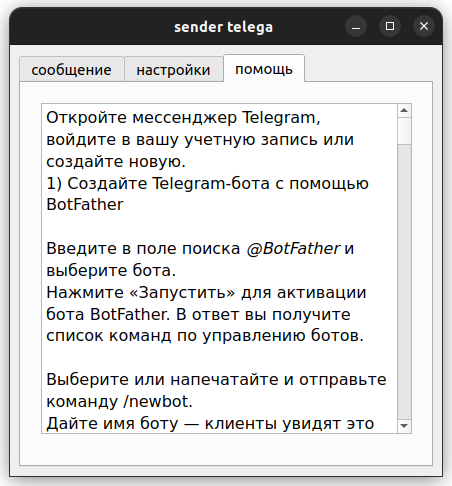 sender telega
сообщение настройки помощь
Откройте мессенджер Telegram,
войдите в вашу учетную запись или
создайте новую.
1) Создайте Telegram-бота с помощью
BotFather
Введите в поле поиска @BotFather и
выберите бота.
Нажмите «Запустить» для активации
бота BotFather. В ответ вы получите
список команд по управлению ботов.
Выберите или напечатайте и отправьте
команду /newbot.
Дайте имя боту — клиенты увидят это